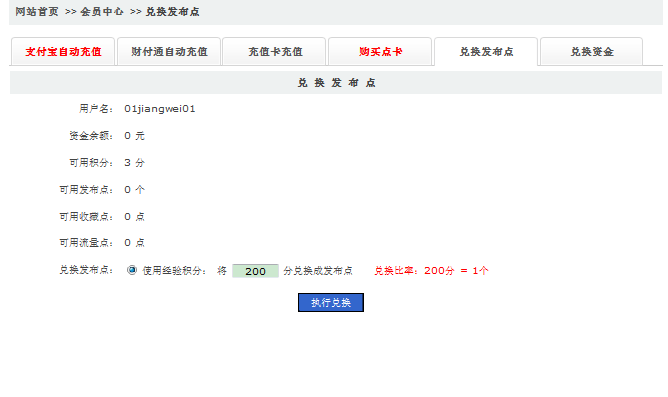 网站首页 >> 会员中心 >> 兑换发布点
支付宝自动充值 财付通自动充值 充值卡充值 购买点卡 兑换发布点 兑换资金
兑 换 发 布 点
用户名： 01jiangwei01
资金余额： 0 元
可用积分： 3 分
可用发布点： 0 个
可用收藏点： 0 点
可用流量点： 0 点
兑换发布点： 使用经验积分： 将 200 分兑换成发布点 兑换比率：200分 = 1个
执行兑换